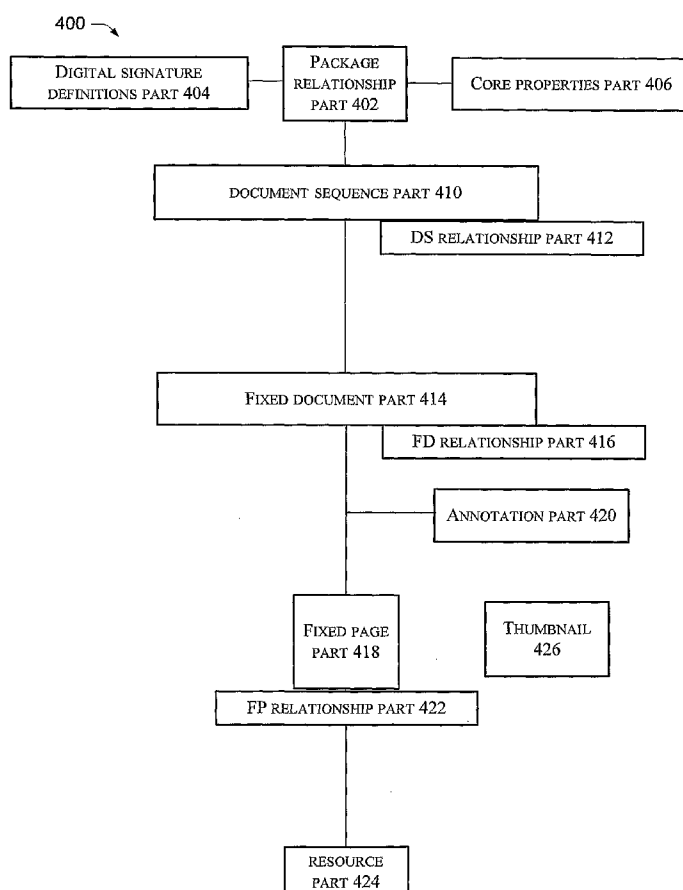 400
DIGITAL SIGNATURE
DEFINITIONS PART 404
PACKAGE
RELATIONSHIP
PART 402
CORE PROPERTIES PART 406
DOCUMENT SEQUENCE PART 410
DS RELATIONSHIP PART 412
FIXED DOCUMENT PART 414
FD RELATIONSHIP PART 416
ANNOTATION PART 420
FIXED PAGE
PART 418
THUMBNAIL
426
FP RELATIONSHIP PART 422
RESOURCE
PART 424